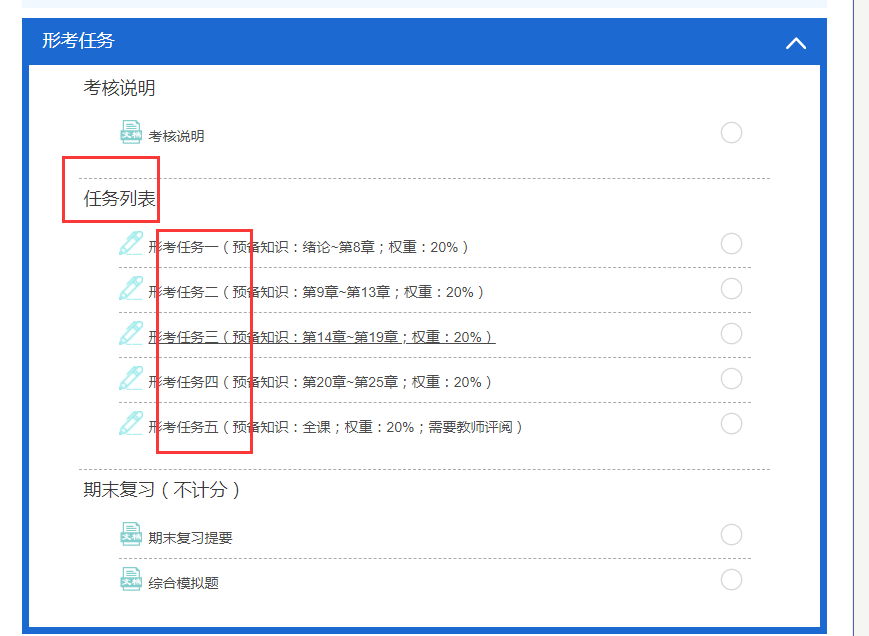 形考任务
考核说明
考核说明
任务列表
形考任务一（预备知识：绪论~第8章；权重：20%）
形考任务二（预备知识：第9章~第13章；权重：20%）
形考任务三（预备知识：第14章~第19章；权重：20%）
形考任务四（预备知识：第20章~第25章；权重：20%）
形考任务五（预备知识：全课；权重：20%；需要教师评阅）
期末复习（不计分）
文档
期末复习提要
文档
综合模拟题